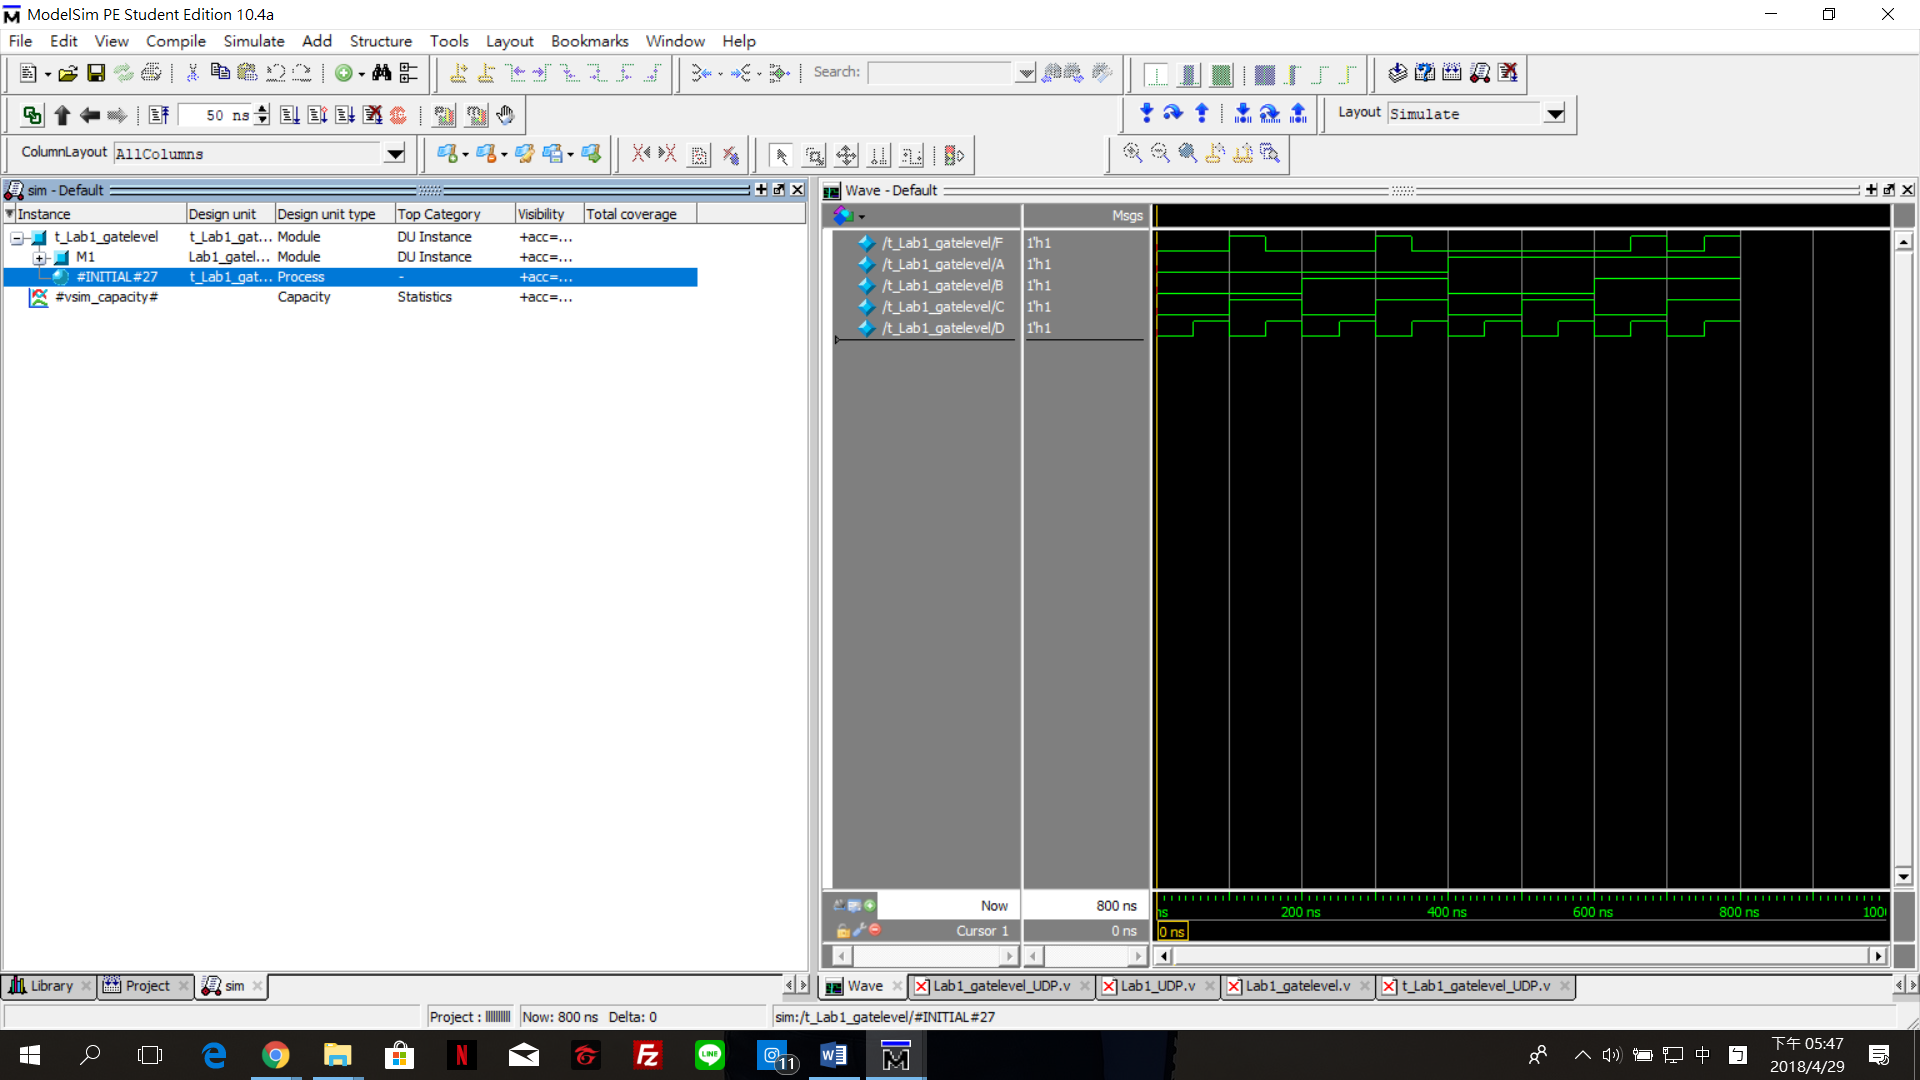 ModelSim PE Student Edition 10.4a
File Edit View Compile Simulate Add Structure Tools Layout Bookmarks Window Help
Search:
50 ns
Layout Simulate
ColumnLayout AllColumns
sim - Default
Instance Design unit Design unit type Top Category Visibility Total coverage
t_Lab1_gatelevel t_Lab1_gat... Module DU Instance +acc=...
M1 Lab1_gatel... Module DU Instance +acc=...
#INITIAL#27 t_Lab1_gat... Process - +acc=...
#vsim_capacity# Capacity Statistics +acc=...
Wave - Default
Msgs
/t_Lab1_gatelevel/F 1'h1
/t_Lab1_gatelevel/A 1'h1
/t_Lab1_gatelevel/B 1'h1
/t_Lab1_gatelevel/C 1'h1
/t_Lab1_gatelevel/D 1'h1
Now 800 ns
Cursor 1 0 ns
ns 200 ns 400 ns 600 ns 800 ns 100
0 ns
Library Project sim
Wave Lab1_gatelevel_UDP.v Lab1_UDP.v Lab1_gatelevel.v t_Lab1_gatelevel_UDP.v
Project : Now: 800 ns Delta: 0 sim:/t_Lab1_gatelevel/#INITIAL#27
11
中
下午 05:47
2018/4/29